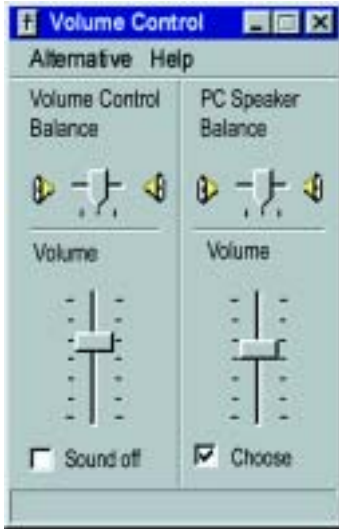 Volume Control
Alternative Help
Volume Control
Balance
PC Speaker
Balance
Volume
Volume
Sound off
Choose